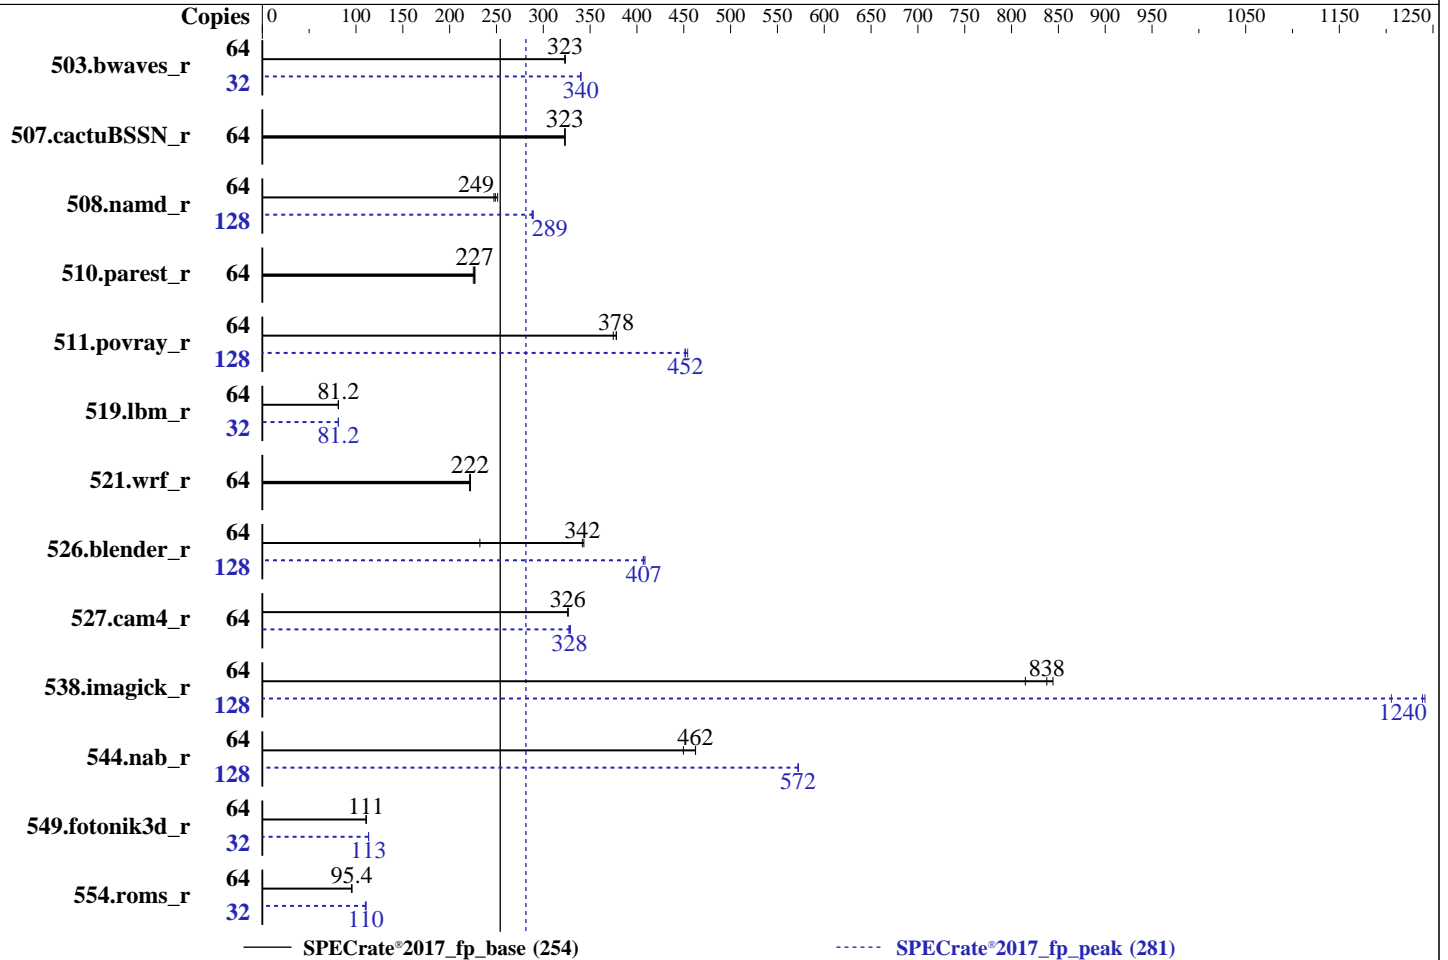 Copies 0 100 150 200 250 300 350 400 450 500 550 600 650 700 750 800 850 900 950 1050 1150 1250
503.bwaves_r 64 323
32 340
507.cactuBSSN_r 64 323
508.namd_r 64 249
128 289
510.parest_r 64 227
511.povray_r 64 378
128 452
519.lbm_r 64 81.2
32 81.2
521.wrf_r 64 222
526.blender_r 64 342
128 407
527.cam4_r 64 326
328
538.imagick_r 64 838
128 1240
544.nab_r 64 462
128 572
549.fotonik3d_r 64 111
32 113
554.roms_r 64 95.4
32 110
SPECrate®2017_fp_base (254) SPECrate®2017_fp_peak (281)